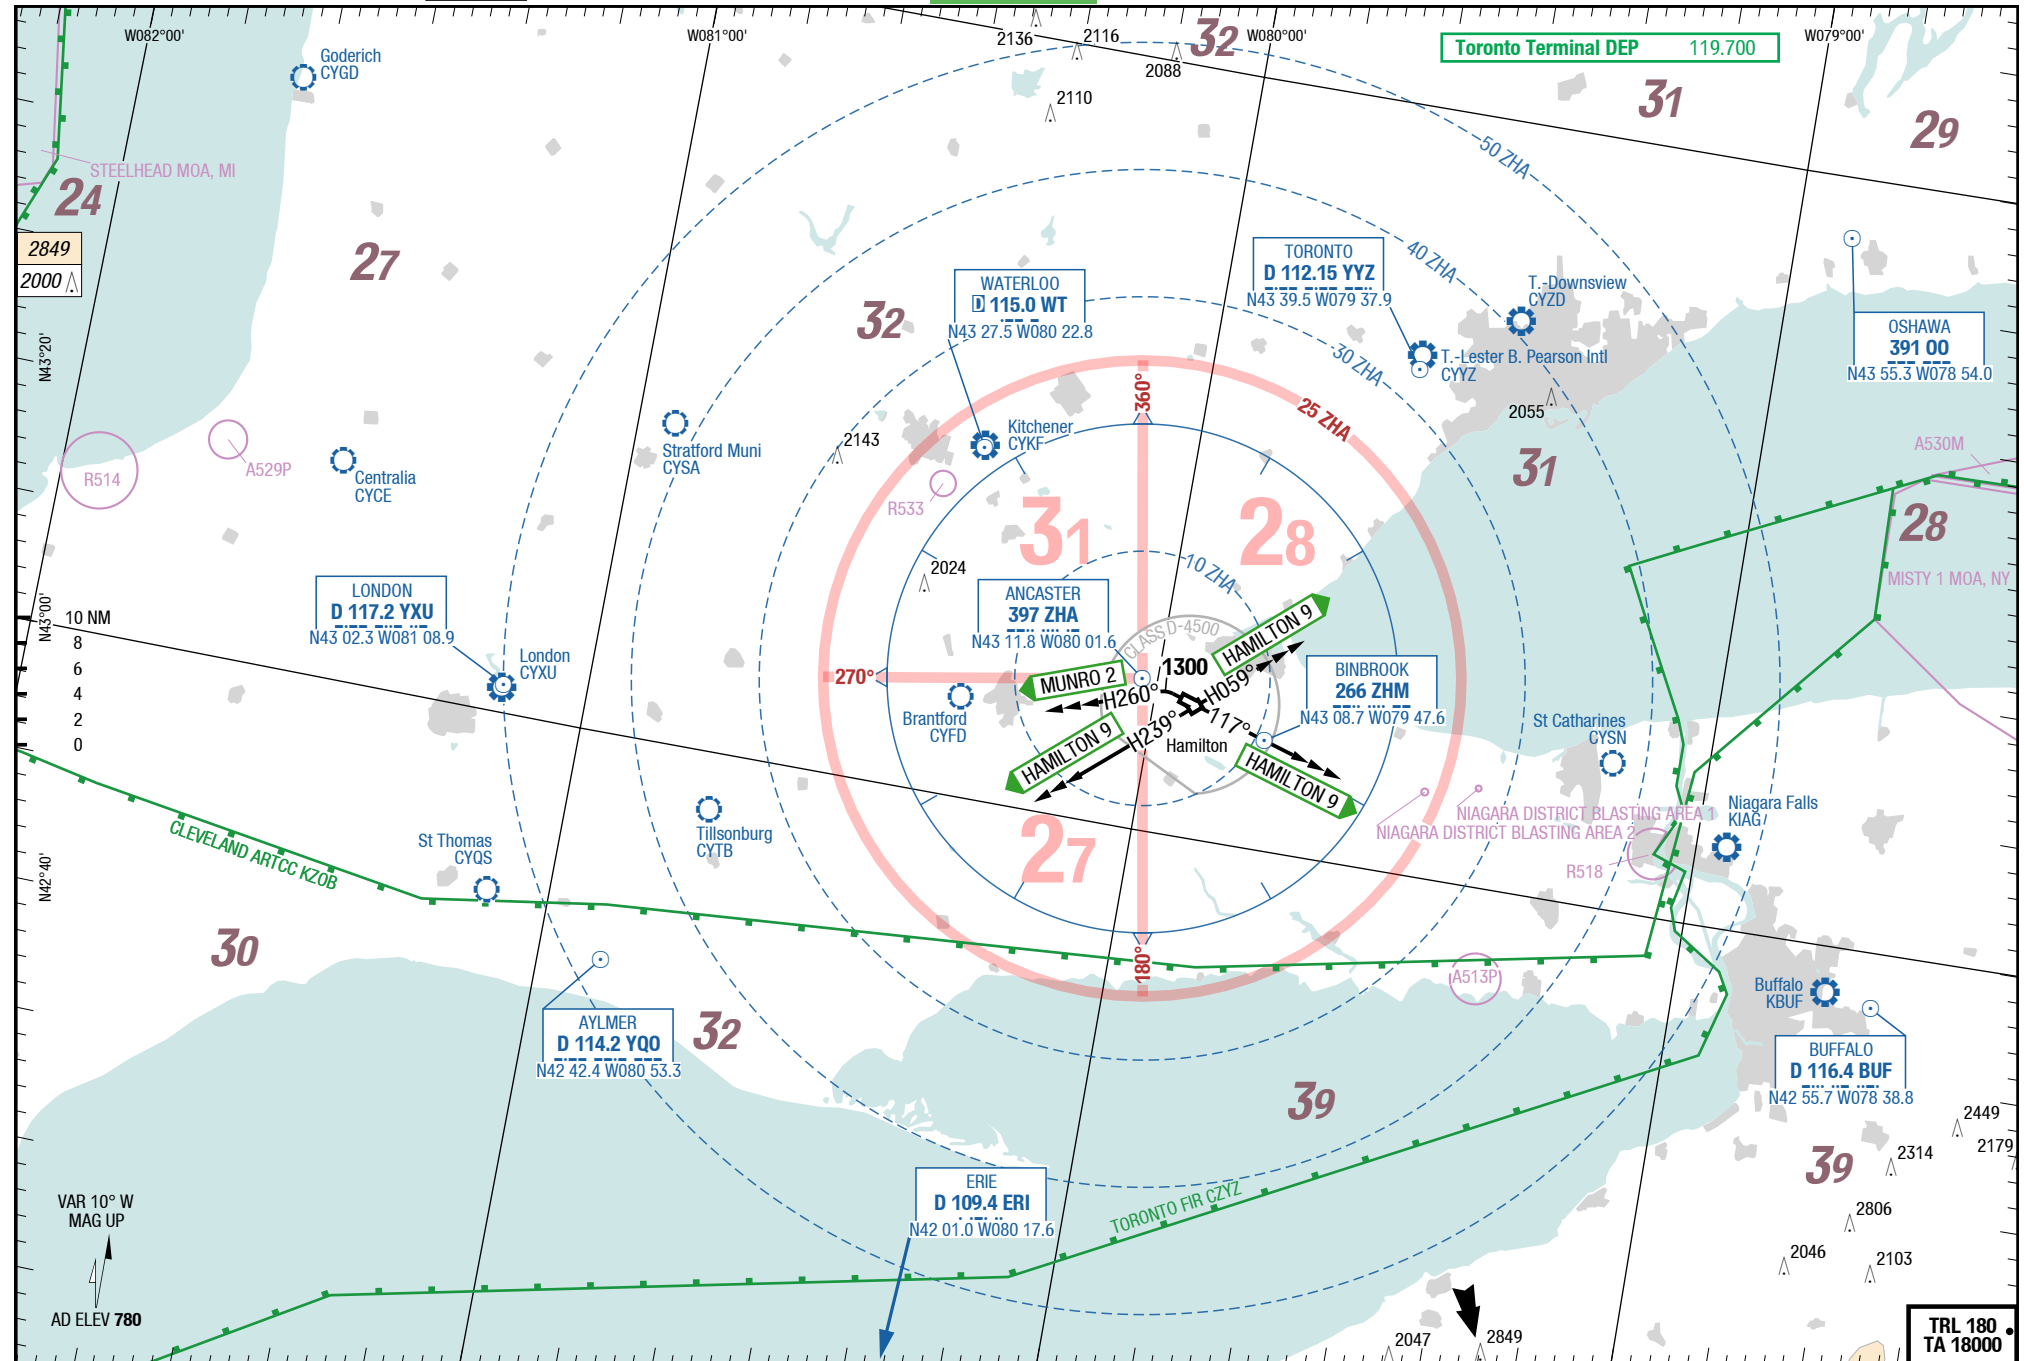 W082°00'
W081°00'
2136
2116
32
W080°00'
Toronto Terminal DEP 119.700
W079°00'
Goderich
CYGD
2088
2110
31
29
50 ZHA
STEELHEAD MOA, MI
24
2849
2000
27
40 ZHA
TORONTO
D 112.15 YYZ
N43 39.5 W079 37.9
T.-Downsview
CYZD
WATERLOO
D 115.0 WT
N43 27.5 W080 22.8
32
30 ZHA
T.-Lester B. Pearson Intl
CYYZ
OSHAWA
391 OO
N43 55.3 W078 54.0
N43°20'
360°
25 ZHA
2055
Kitchener
CYKF
Stratford Muni
CYSA
2143
A530M
R514
A529P
Centralia
CYCE
31
R533
31
28
28
2024
10 ZHA
MISTY 1 MOA, NY
LONDON
D 117.2 YXU
N43 02.3 W081 08.9
ANCASTER
397 ZHA
N43 11.8 W080 01.6
CLASS D-4500
HAMILTON 9
N43°00'
10 NM
8
6
4
2
0
London
CYXU
270°
MUNRO 2
1300
H260°
H059°
BINBROOK
266 ZHM
N43 08.7 W079 47.6
Brantford
CYFD
HAMILTON 9
H239°
117°
Hamilton
HAMILTON 9
St Catharines
CYSN
NIAGARA DISTRICT BLASTING AREA 1
NIAGARA DISTRICT BLASTING AREA 2
Niagara Falls
KIAG
CLEVELAND ARTCC KZOB
St Thomas
CYQS
Tillsonburg
CYTB
27
R518
N42°40'
30
180°
A513P
Buffalo
KBUF
AYLMER
D 114.2 YQO
N42 42.4 W080 53.3
32
BUFFALO
D 116.4 BUF
N42 55.7 W078 38.8
39
2449
2179
2314
39
ERIE
D 109.4 ERI
N42 01.0 W080 17.6
TORONTO FIR CZYZ
VAR 10° W
MAG UP
2806
2046
2103
AD ELEV 780
2047
2849
TRL 180
TA 18000